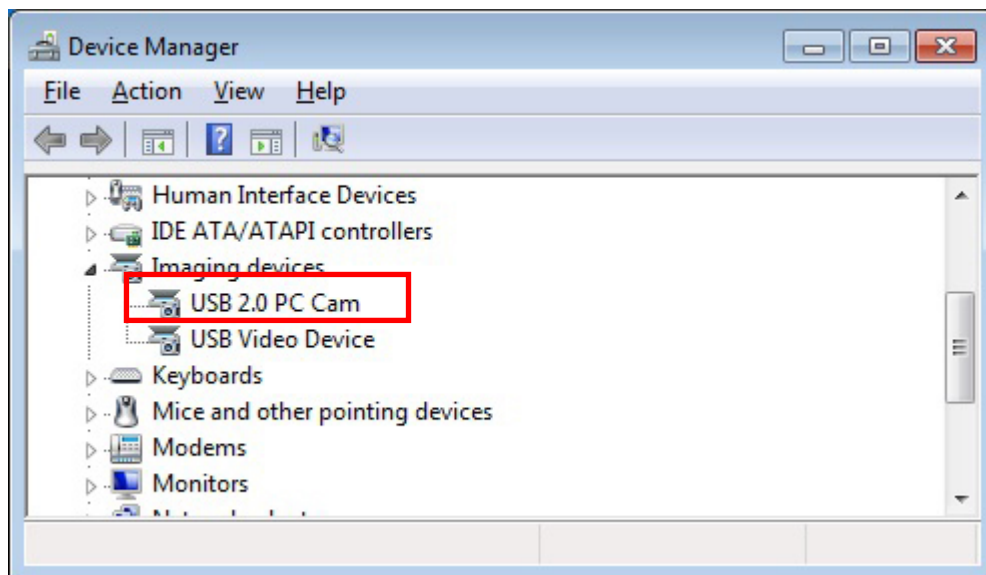 Device Manager
File Action View Help
Human Interface Devices
IDE ATA/ATAPI controllers
Imaging devices
USB 2.0 PC Cam
USB Video Device
Keyboards
Mice and other pointing devices
Modems
Monitors